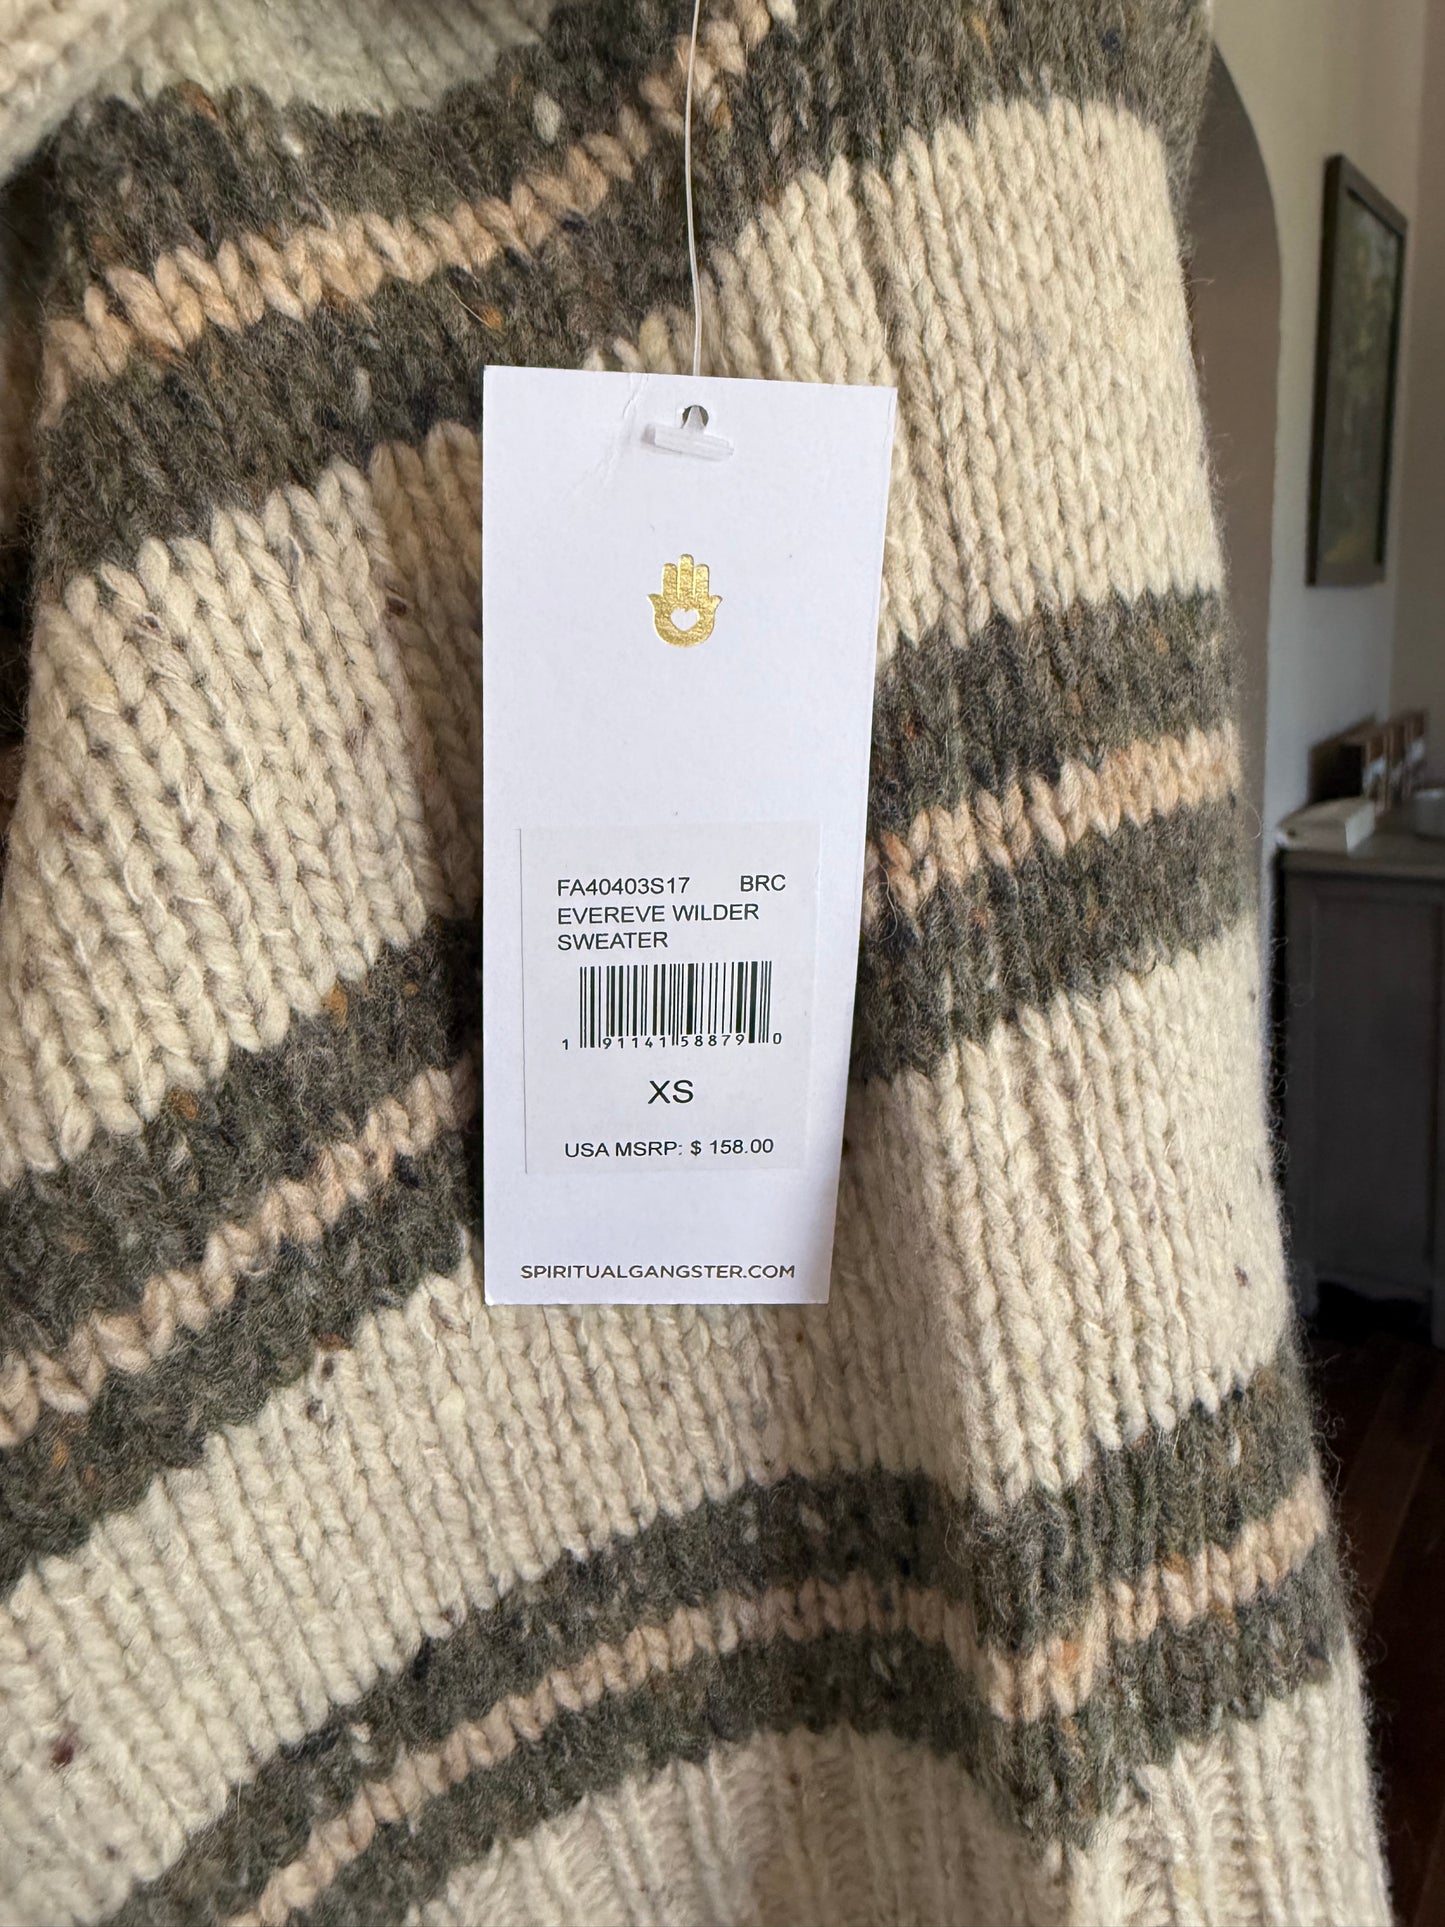 FA40403S17 BRC
EVEREVE WILDER
SWEATER
1 91141 58879 0
XS
USA MSRP: $ 158.00
SPIRITUALGANGSTER.COM